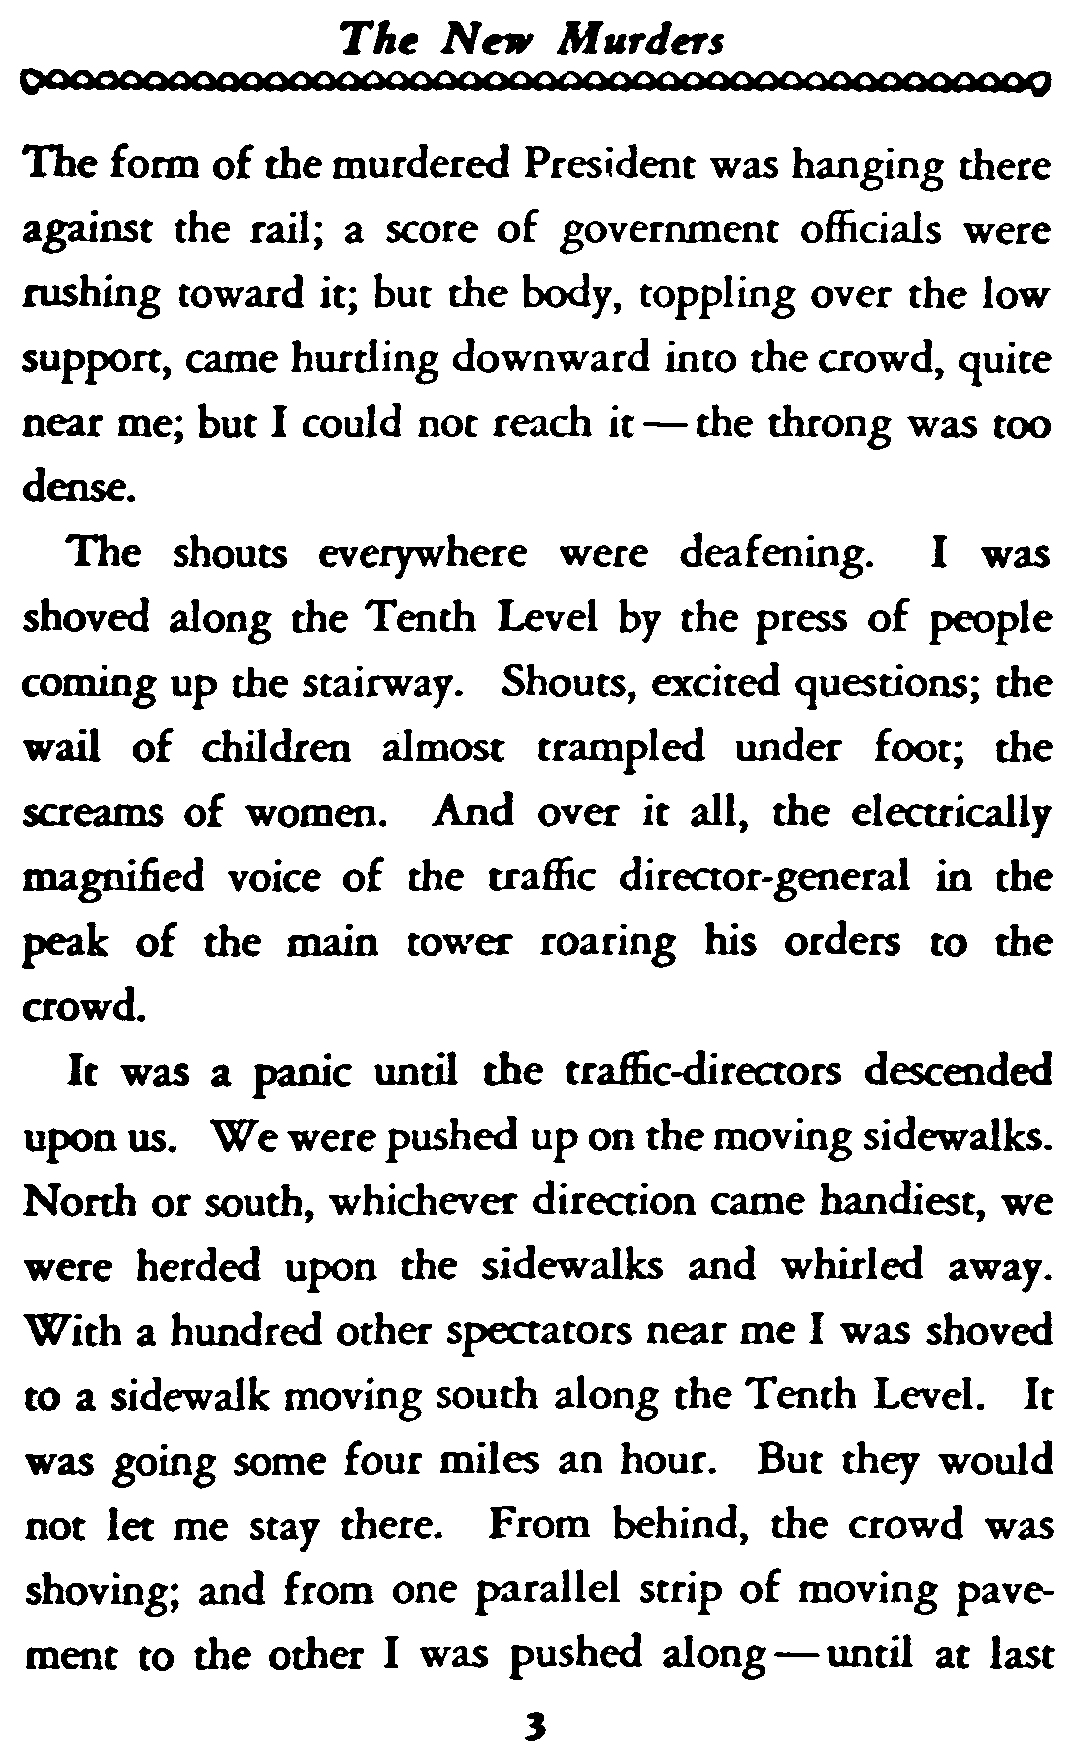 The New Murders
The form of the murdered President was hanging there
against the rail; a score of government officials were
rushing toward it; but the body, toppling over the low
support, came hurtling downward into the crowd, quite
near me; but I could not reach it — the throng was too
dense.
The shouts everywhere were deafening. I was
shoved along the Tenth Level by the press of people
coming up the stairway. Shouts, excited questions; the
wail of children almost trampled under foot; the
screams of women. And over it all, the electrically
magnified voice of the traffic director-general in the
peak of the main tower roaring his orders to the
crowd.
It was a panic until the traffic-directors descended
upon us. We were pushed up on the moving sidewalks.
North or south, whichever direction came handiest, we
were herded upon the sidewalks and whirled away.
With a hundred other spectators near me I was shoved
to a sidewalk moving south along the Tenth Level. It
was going some four miles an hour. But they would
not let me stay there. From behind, the crowd was
shoving; and from one parallel strip of moving pave-
ment to the other I was pushed along — until at last
3